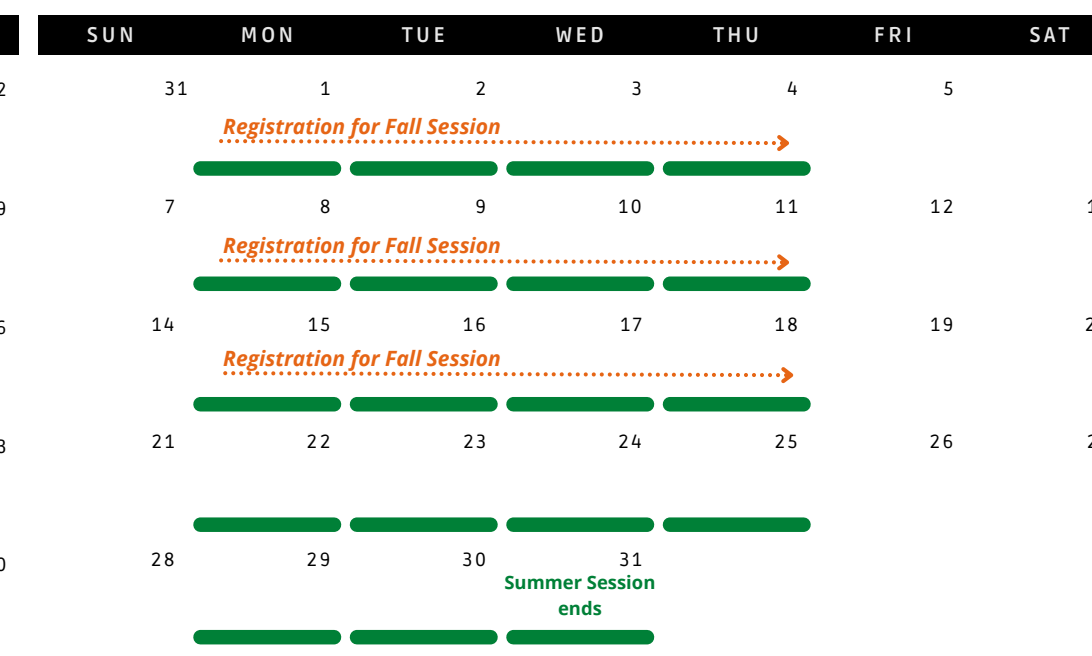 SUN MON TUE WED THU FRI SAT
31 1 2 3 4 5
Registration for Fall Session
7 8 9 10 11 12
Registration for Fall Session
14 15 16 17 18 19
Registration for Fall Session
21 22 23 24 25 26
28 29 30 31
Summer Session
ends